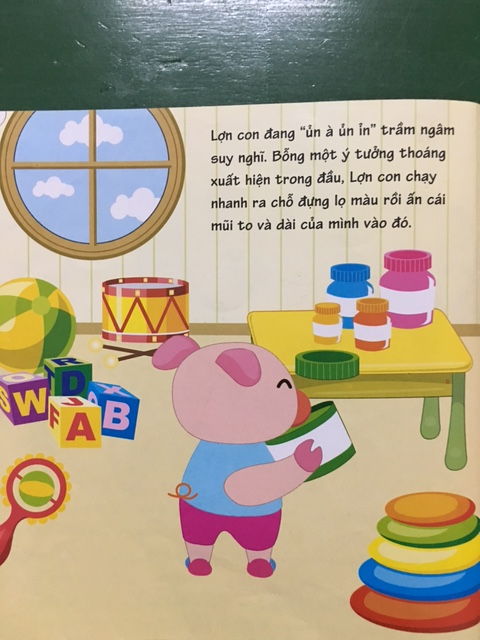 Lợn con đang "ủn à ủn ỉn" trầm ngâm
suy nghĩ. Bỗng một ý tưởng thoáng
xuất hiện trong đầu, Lợn con chạy
nhanh ra chỗ đựng lọ màu rồi ấn cái
mũi to và dài của mình vào đó.
R D
S W
X
F A
B